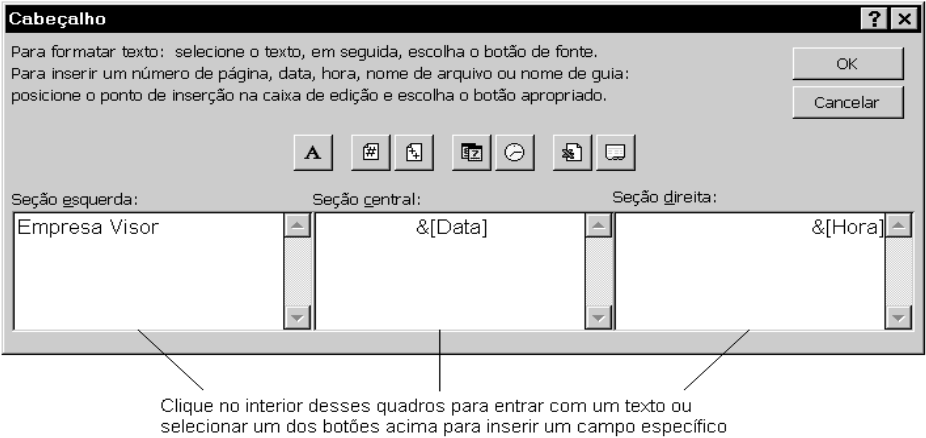 Cabeçalho
Para formatar texto: selecione o texto, em seguida, escolha o botão de fonte.
Para inserir um número de página, data, hora, nome de arquivo ou nome de guia:
posicione o ponto de inserção na caixa de edição e escolha o botão apropriado.
OK
Cancelar
A
Seção esquerda:
Seção central:
Seção direita:
Empresa Visor
&[Data]
&[Hora]
Clique no interior desses quadros para entrar com um texto ou
selecionar um dos botões acima para inserir um campo específico